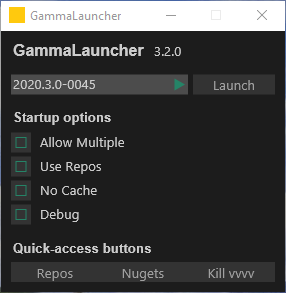 GammaLauncher
GammaLauncher 3.2.0
2020.3.0-0045 Launch
Startup options
Allow Multiple
Use Repos
No Cache
Debug
Quick-access buttons
Repos Nugets Kill vvvv